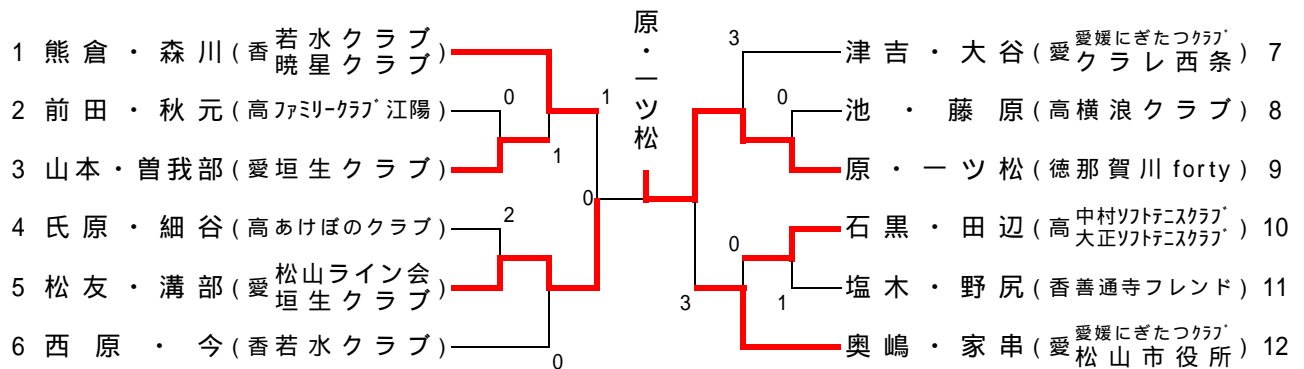 原・一ツ松
1 熊倉・森川(香 若水クラブ 暁星クラブ)
2 前田・秋元(高ファミリークラブ江陽)
3 山本・曽我部(愛垣生クラブ)
4 氏原・細谷(高あけぼのクラブ)
5 松友・溝部(愛 松山ライン会 垣生クラブ)
6 西原・今(香若水クラブ)
0
1
1
2
0
0
3
0
0
3
1
津吉・大谷(愛 愛媛にぎたつクラブ クラレ西条) 7
池・藤原(高横浪クラブ) 8
原・一ツ松(徳那賀川forty) 9
石黒・田辺(高 中村ソフトテニスクラブ 大正ソフトテニスクラブ) 10
塩木・野尻(香善通寺フレンド) 11
奥嶋・家串(愛 愛媛にぎたつクラブ 松山市役所) 12